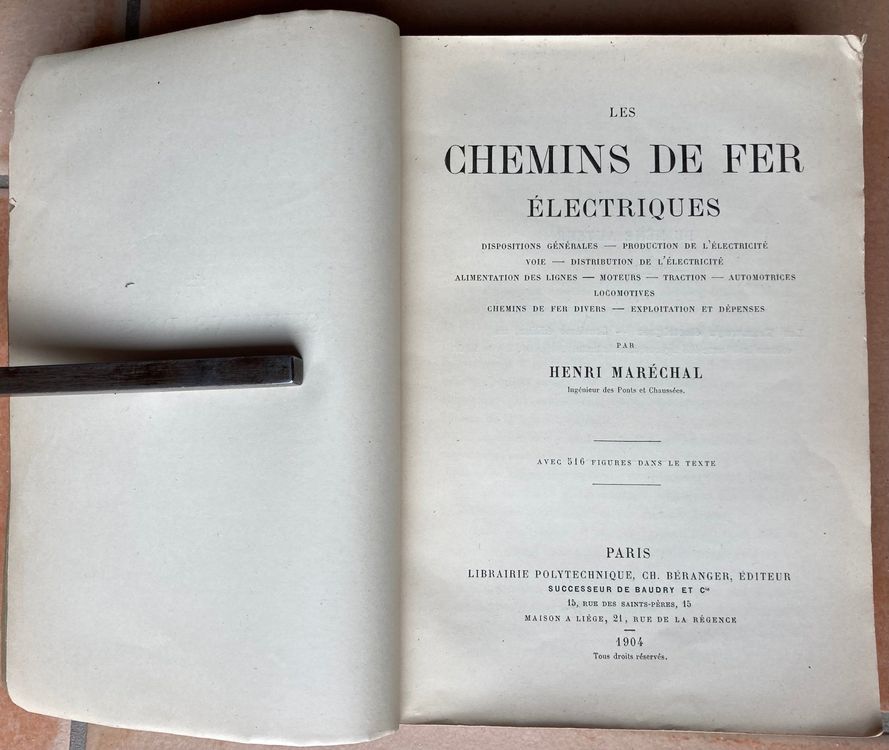 LES
CHEMINS DE FER
ÉLECTRIQUES
DISPOSITIONS GÉNÉRALES — PRODUCTION DE L'ÉLECTRICITÉ
VOIE — DISTRIBUTION DE L'ÉLECTRICITÉ
ALIMENTATION DES LIGNES — MOTEURS — TRACTION — AUTOMOTRICES
LOCOMOTIVES
CHEMINS DE FER DIVERS — EXPLOITATION ET DÉPENSES
PAR
HENRI MARÉCHAL
Ingénieur des Ponts et Chaussées.
AVEC 516 FIGURES DANS LE TEXTE
PARIS
LIBRAIRIE POLYTECHNIQUE, CH. BÉRANGER, ÉDITEUR
SUCCESSEUR DE BAUDRY ET Cie
15, RUE DES SAINTS-PÈRES, 15
MAISON A LIÉGE, 21, RUE DE LA RÉGENCE
1904
Tous droits réservés.